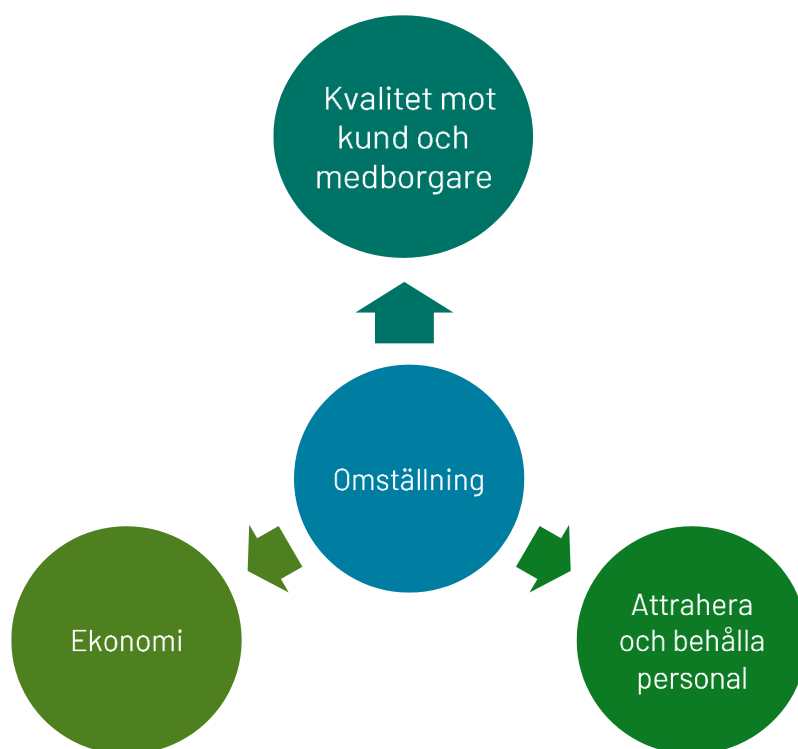 Kvalitet mot
kund och
medborgare
Omställning
Ekonomi
Attrahera
och behålla
personal